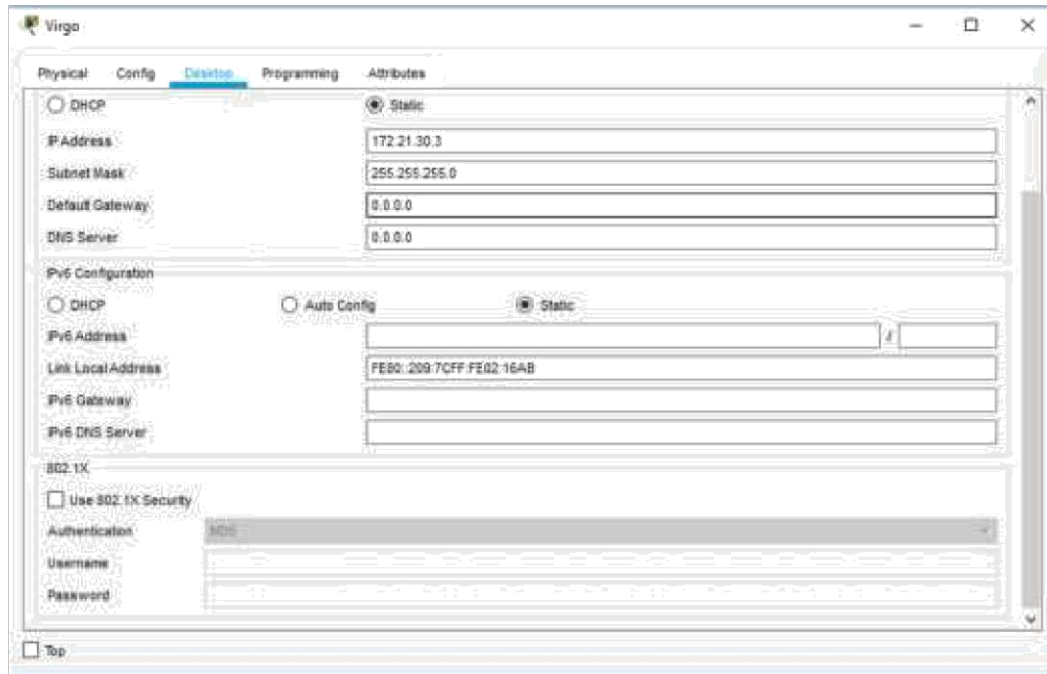 Virgo
Physical Config Desktop Programming Attributes
DHCP Static
IP Address 172.21.30.3
Subnet Mask 255.255.255.0
Default Gateway 0.0.0.0
DNS Server 0.0.0.0
IPv6 Configuration
DHCP Auto Config Static
IPv6 Address /
Link Local Address FE80::209:7CFF:FE02:16AB
IPv6 Gateway
IPv6 DNS Server
802.1X
Use 802.1X Security
Authentication MD5
Username
Password
Top